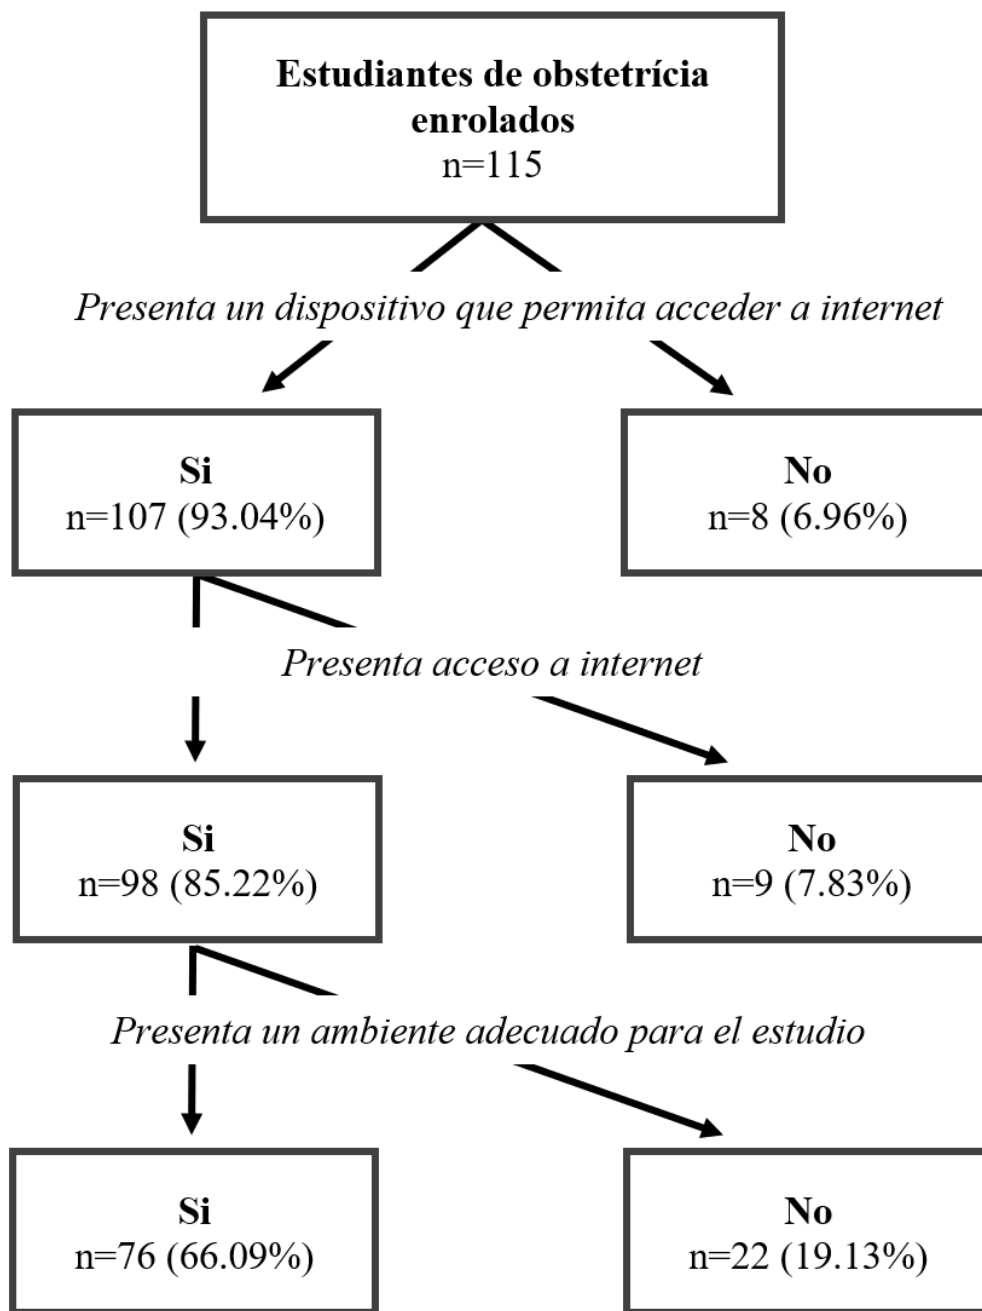 Estudiantes de obstetrícia
enrolados
n=115
Presenta un dispositivo que permita acceder a internet
Si
n=107 (93.04%)
No
n=8 (6.96%)
Presenta acceso a internet
Si
n=98 (85.22%)
No
n=9 (7.83%)
Presenta un ambiente adecuado para el estudio
Si
n=76 (66.09%)
No
n=22 (19.13%)